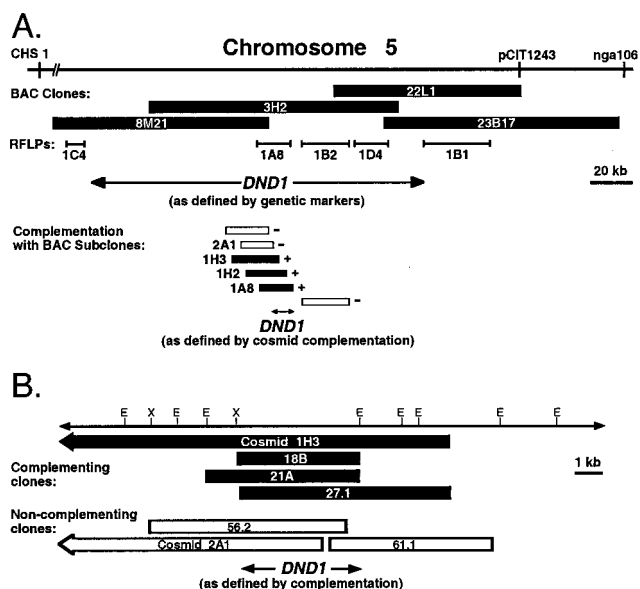 A.
CHS 1
Chromosome 5
pCIT1243
nga106
BAC Clones:
22L1
3H2
8M21
23B17
RFLPs:
1C4
1A8
1B2
1D4
1B1
DND1
(as defined by genetic markers)
20 kb
Complementation
with BAC Subclones:
-
2A1 -
1H3 +
1H2 +
1A8 +
-
DND1
(as defined by cosmid complementation)
B.
E X E E X E E E E E
Cosmid 1H3
Complementing
clones:
18B
21A
27.1
1 kb
Non-complementing
clones:
56.2
Cosmid 2A1
61.1
DND1
(as defined by complementation)